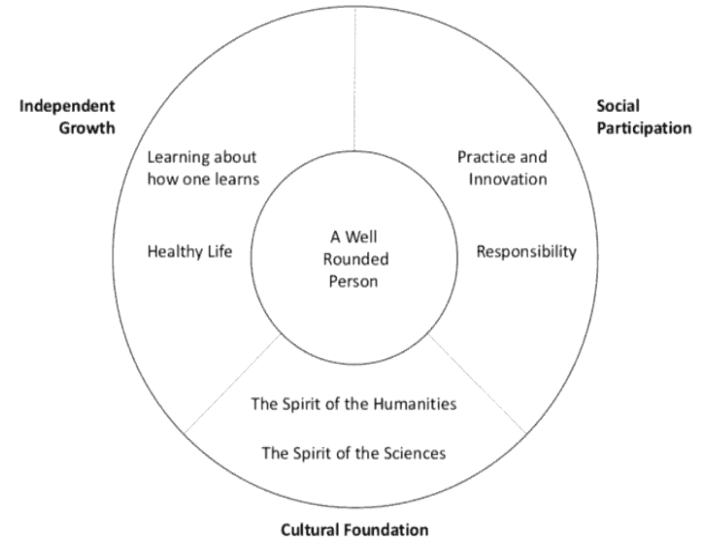 Independent
Growth
Social
Participation
Learning about
how one learns
Practice and
Innovation
Healthy Life
A Well
Rounded
Person
Responsibility
The Spirit of the Humanities
The Spirit of the Sciences
Cultural Foundation